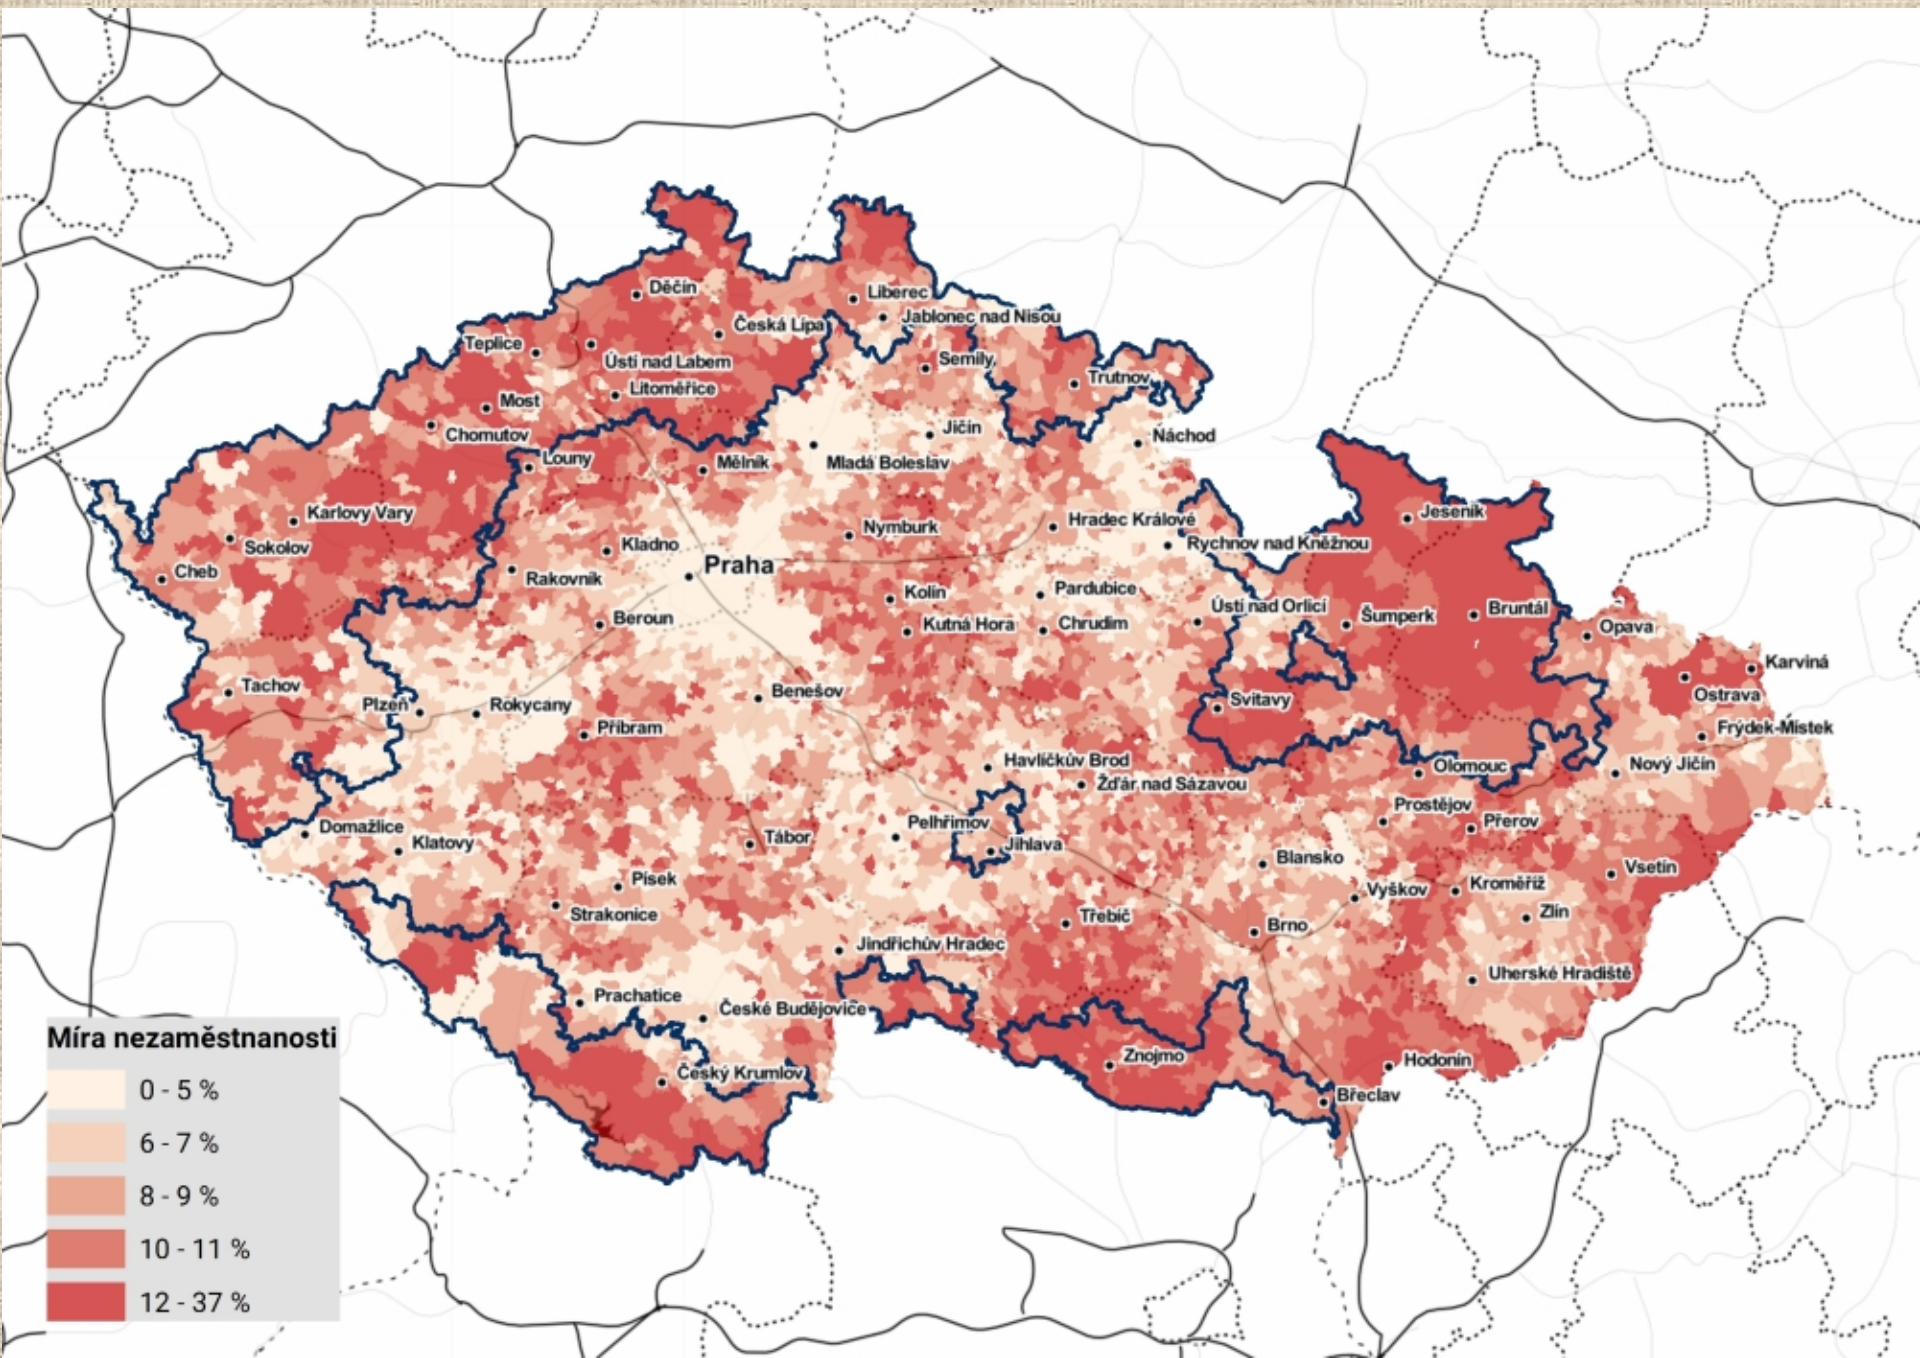 Děčín
Liberec
Jablonec nad Nisou
Česká Lípa
Teplice
Ústí nad Labem
Semily
Trutnov
Litoměřice
Most
Chomutov
Jičín
Náchod
Louny
Mělník
Mladá Boleslav
Karlovy Vary
Jeseník
Hradec Králové
Nymburk
Sokolov
Kladno
Rychnov nad Kněžnou
Praha
Cheb
Rakovník
Kolín
Pardubice
Ústí nad Orlicí
Bruntál
Šumperk
Beroun
Kutná Hora
Chrudim
Opava
Karviná
Tachov
Benešov
Ostrava
Svitavy
Plzeň
Rokycany
Příbram
Frýdek-Místek
Havlíčkův Brod
Olomouc
Nový Jičín
Žďár nad Sázavou
Prostějov
Domažlice
Pelhřimov
Přerov
Klatovy
Tábor
Jihlava
Blansko
Vsetín
Písek
Vyškov
Kroměříž
Strakonice
Třebíč
Zlín
Brno
Jindřichův Hradec
Uherské Hradiště
Prachatice
České Budějovice
Znojmo
Hodonín
Český Krumlov
Břeclav
Míra nezaměstnanosti
0 - 5 %
6 - 7 %
8 - 9 %
10 - 11 %
12 - 37 %